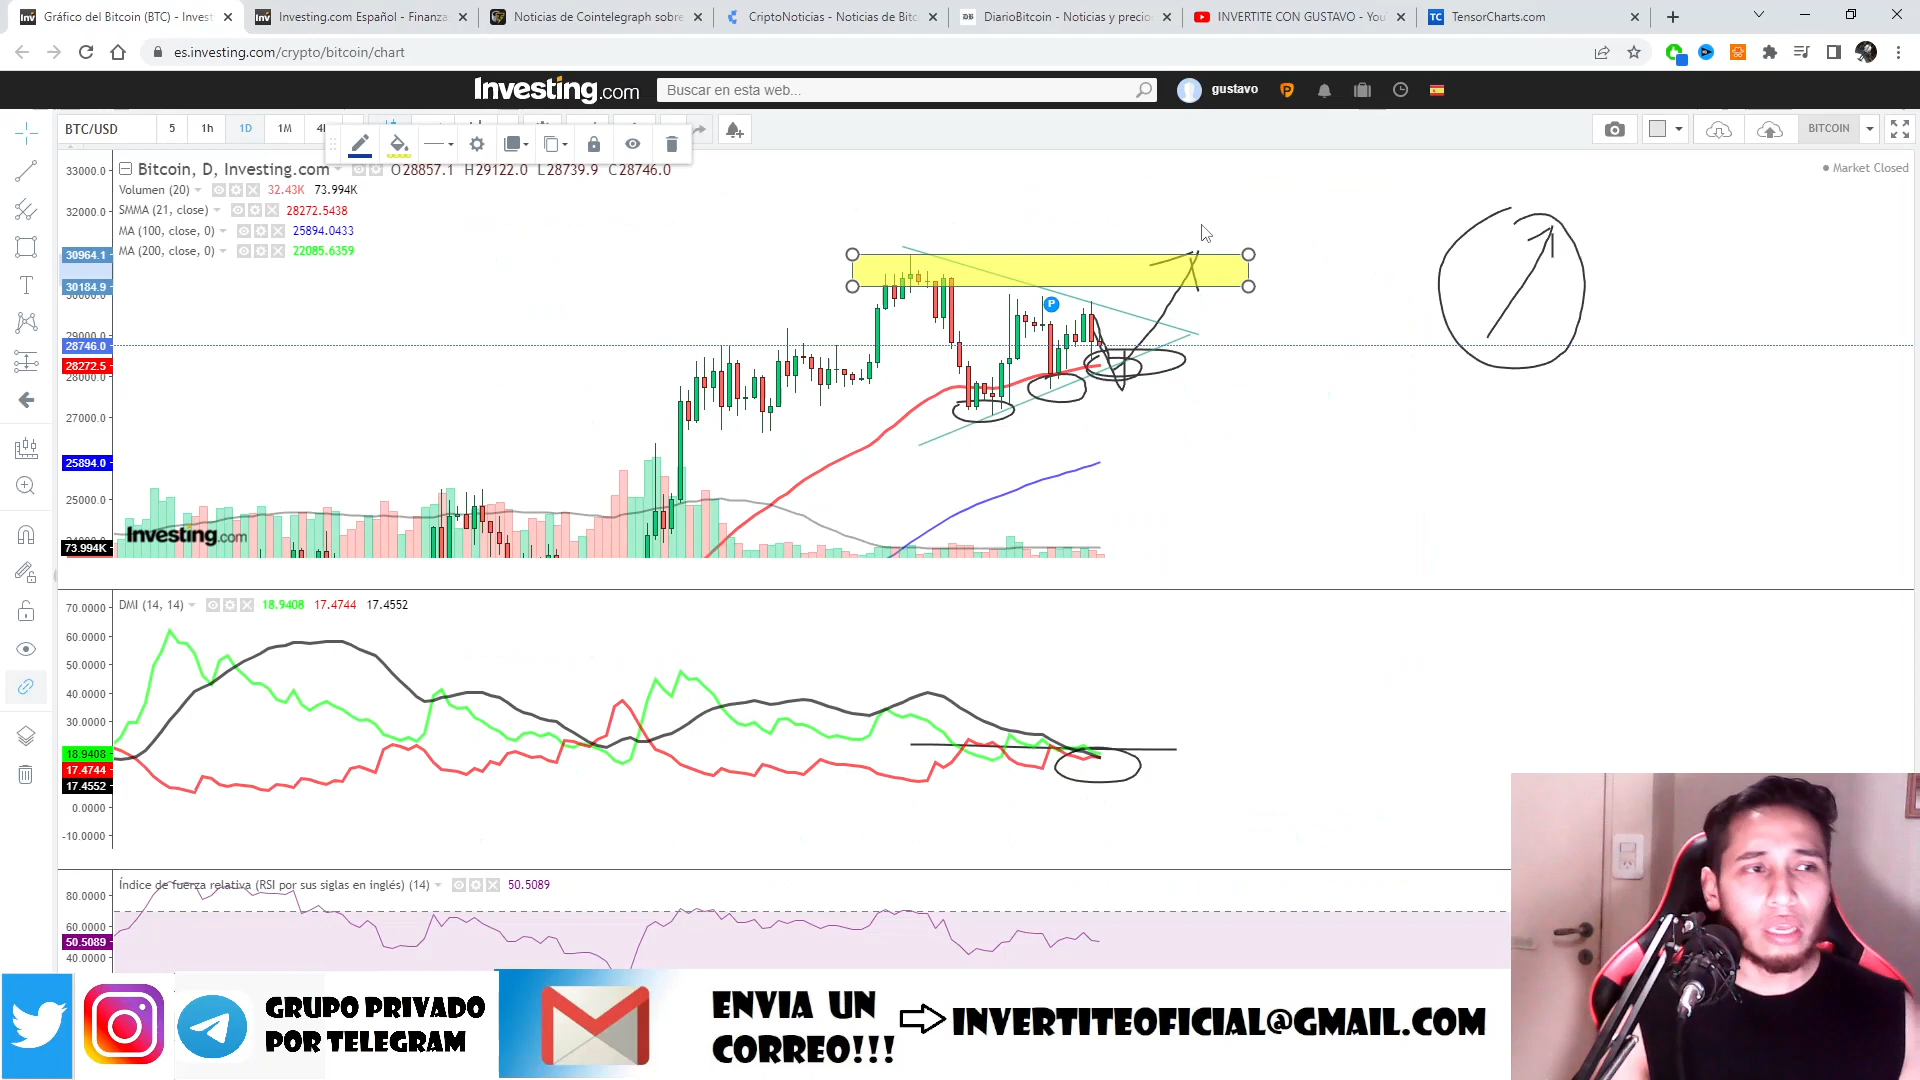 Gráfico del Bitcoin (BTC) - Invest
Investing.com Español - Finanza
Noticias de Cointelegraph sobre
CriptoNoticias - Noticias de Bitc
DiarioBitcoin - Noticias y precio
INVERTITE CON GUSTAVO - You
TensorCharts.com
es.investing.com/crypto/bitcoin/chart
Investing.com
Buscar en esta web...
gustavo
BTC/USD
5
1h
1D
1M
BITCOIN
Bitcoin, D, Investing.com
O28857.1 H29122.0 L28739.9 C28746.0
Market Closed
Volumen (20) 32.43K 73.994K
SMMA (21, close) 28272.5438
MA (100, close, 0) 25894.0433
MA (200, close, 0) 22085.6359
33000.0
32000.0
30964.1
30184.9
28746.0
28272.5
28000.0
27000.0
25894.0
25000.0
73.994K
P
Investing.com
DMI (14, 14) 18.9408 17.4744 17.4552
70.0000
60.0000
50.0000
40.0000
30.0000
18.9408
17.4744
17.4552
0.0000
-10.0000
Índice de fuerza relativa (RSI por sus siglas en inglés) (14) 50.5089
80.0000
60.0000
50.5089
40.0000
GRUPO PRIVADO
POR TELEGRAM
ENVIA UN
CORREO!!!
INVERTITEOFICIAL@GMAIL.COM